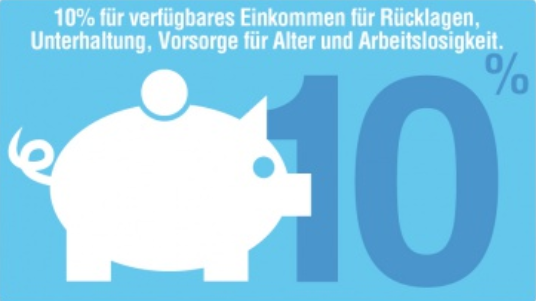 10% für verfügbares Einkommen für Rücklagen,
Unterhaltung, Vorsorge für Alter und Arbeitslosigkeit.
10%